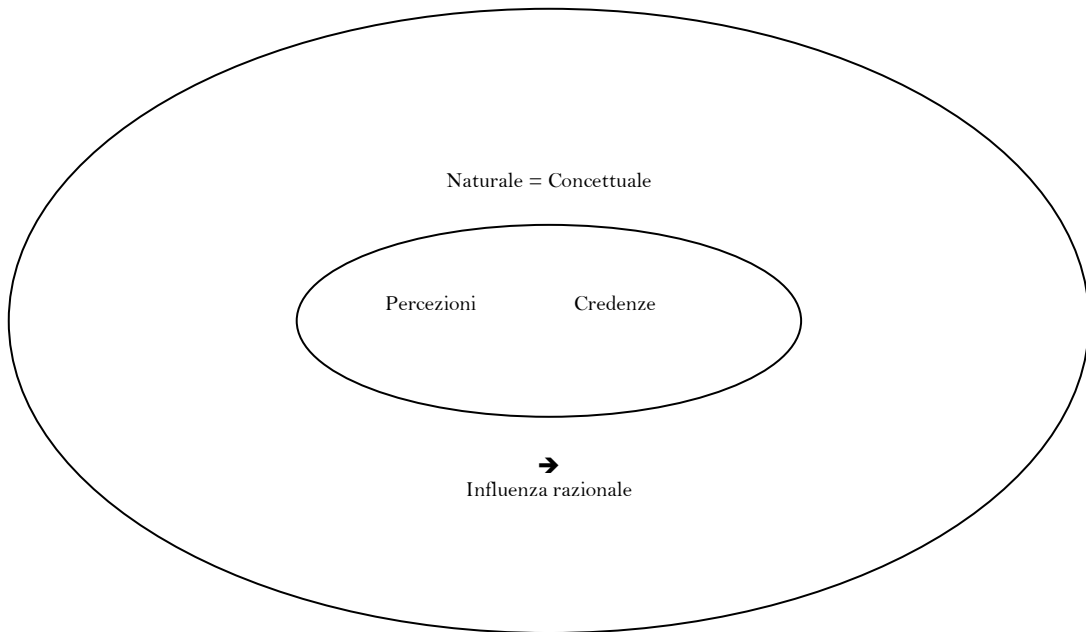 Naturale = Concettuale
Percezioni Credenze
➔
Influenza razionale